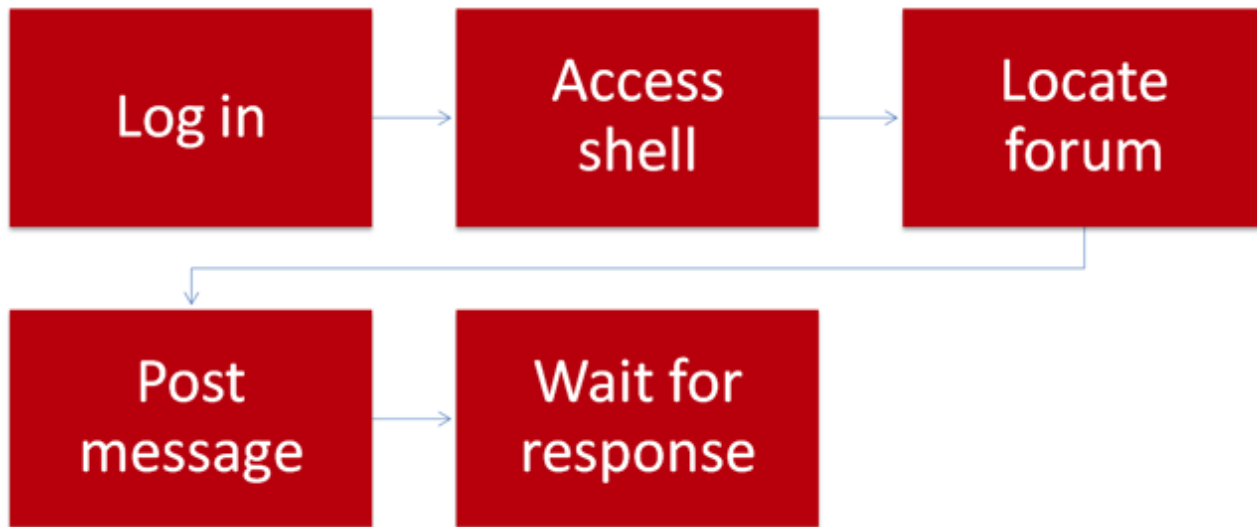 Log in
Access
shell
Locate
forum
Post
message
Wait for
response